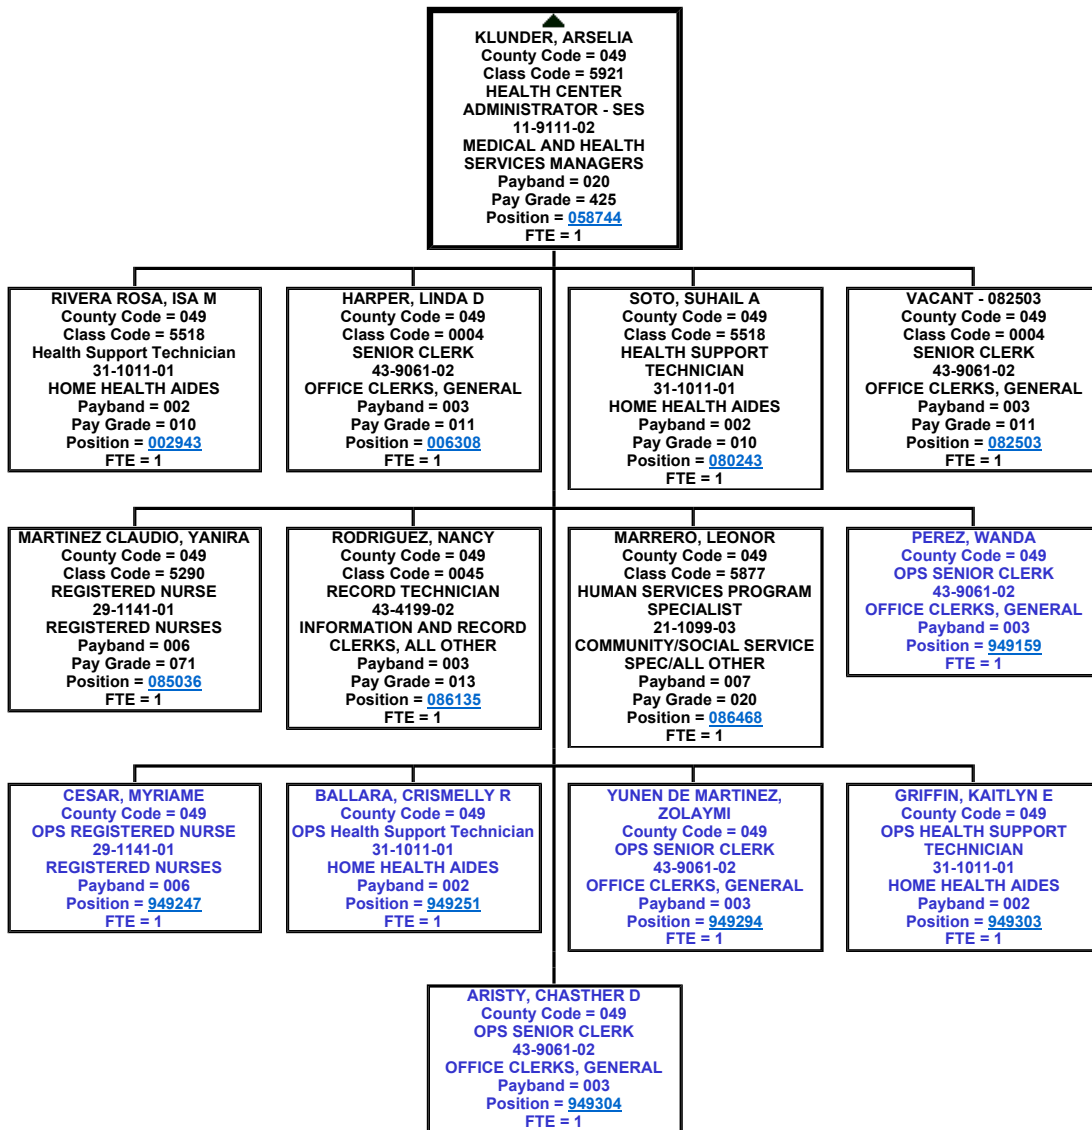 KLUNDER, ARSELIA
County Code = 049
Class Code = 5921
HEALTH CENTER
ADMINISTRATOR - SES
11-9111-02
MEDICAL AND HEALTH
SERVICES MANAGERS
Payband = 020
Pay Grade = 425
Position = 058744
FTE = 1
RIVERA ROSA, ISA M
County Code = 049
Class Code = 5518
Health Support Technician
31-1011-01
HOME HEALTH AIDES
Payband = 002
Pay Grade = 010
Position = 002943
FTE = 1
HARPER, LINDA D
County Code = 049
Class Code = 0004
SENIOR CLERK
43-9061-02
OFFICE CLERKS, GENERAL
Payband = 003
Pay Grade = 011
Position = 006308
FTE = 1
SOTO, SUHAIL A
County Code = 049
Class Code = 5518
HEALTH SUPPORT
TECHNICIAN
31-1011-01
HOME HEALTH AIDES
Payband = 002
Pay Grade = 010
Position = 080243
FTE = 1
VACANT - 082503
County Code = 049
Class Code = 0004
SENIOR CLERK
43-9061-02
OFFICE CLERKS, GENERAL
Payband = 003
Pay Grade = 011
Position = 082503
FTE = 1
MARTINEZ CLAUDIO, YANIRA
County Code = 049
Class Code = 5290
REGISTERED NURSE
29-1141-01
REGISTERED NURSES
Payband = 006
Pay Grade = 071
Position = 085036
FTE = 1
RODRIGUEZ, NANCY
County Code = 049
Class Code = 0045
RECORD TECHNICIAN
43-4199-02
INFORMATION AND RECORD
CLERKS, ALL OTHER
Payband = 003
Pay Grade = 013
Position = 086135
FTE = 1
MARRERO, LEONOR
County Code = 049
Class Code = 5877
HUMAN SERVICES PROGRAM
SPECIALIST
21-1099-03
COMMUNITY/SOCIAL SERVICE
SPEC/ALL OTHER
Payband = 007
Pay Grade = 020
Position = 086468
FTE = 1
PEREZ, WANDA
County Code = 049
OPS SENIOR CLERK
43-9061-02
OFFICE CLERKS, GENERAL
Payband = 003
Position = 949159
FTE = 1
CESAR, MYRIAME
County Code = 049
OPS REGISTERED NURSE
29-1141-01
REGISTERED NURSES
Payband = 006
Position = 949247
FTE = 1
BALLARA, CRISMELLY R
County Code = 049
OPS Health Support Technician
31-1011-01
HOME HEALTH AIDES
Payband = 002
Position = 949251
FTE = 1
YUNEN DE MARTINEZ,
ZOLAYMI
County Code = 049
OPS SENIOR CLERK
43-9061-02
OFFICE CLERKS, GENERAL
Payband = 003
Position = 949294
FTE = 1
GRIFFIN, KAITLYN E
County Code = 049
OPS HEALTH SUPPORT
TECHNICIAN
31-1011-01
HOME HEALTH AIDES
Payband = 002
Position = 949303
FTE = 1
ARISTY, CHASTHER D
County Code = 049
OPS SENIOR CLERK
43-9061-02
OFFICE CLERKS, GENERAL
Payband = 003
Position = 949304
FTE = 1